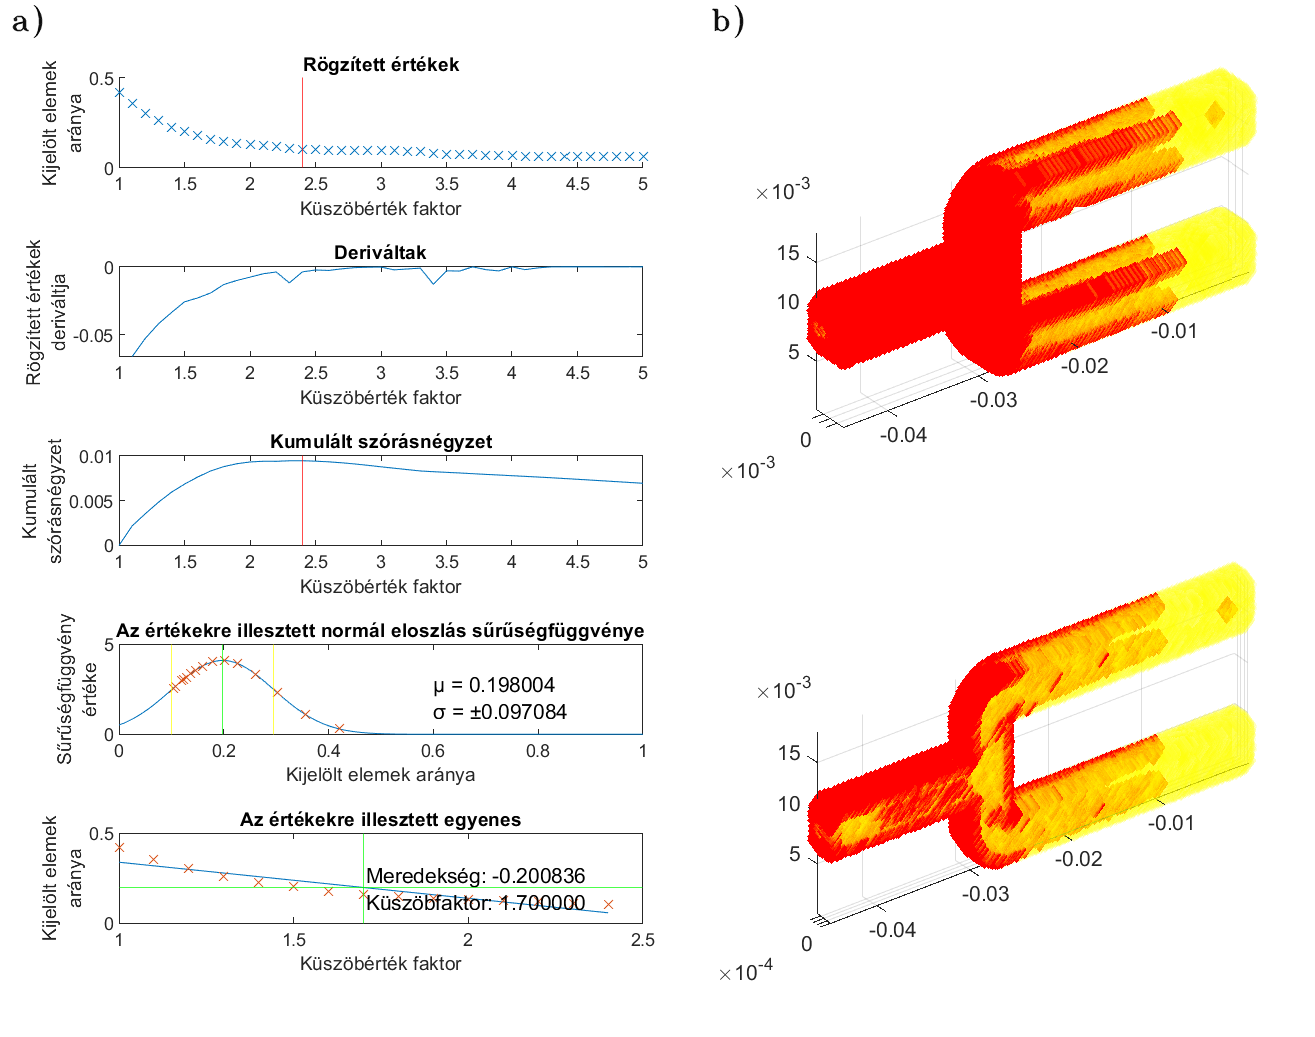 a)
Rögzített értékek
Kijelölt elemek
aránya
0.5
0
1 1.5 2 2.5 3 3.5 4 4.5 5
Küszöbérték faktor
Deriváltak
Rögzített értékek
deriváltja
0
-0.05
1 1.5 2 2.5 3 3.5 4 4.5 5
Küszöbérték faktor
Kumulált szórásnégyzet
Kumulált
szórásnégyzet
0.01
0.005
0
1 1.5 2 2.5 3 3.5 4 4.5 5
Küszöbérték faktor
Az értékekre illesztett normál eloszlás sűrűségfüggvénye
Sűrűségfüggvény
értéke
5
0
μ = 0.198004
σ = ±0.097084
0 0.2 0.4 0.6 0.8 1
Kijelölt elemek aránya
Az értékekre illesztett egyenes
Kijelölt elemek
aránya
0.5
0
Meredekség: -0.200836
Küszöbfaktor: 1.700000
1 1.5 2 2.5
Küszöbérték faktor
b)
×10-3
15
10
5
0
-0.01
-0.02
-0.03
-0.04
×10-3
×10-3
15
10
5
0
-0.01
-0.02
-0.03
-0.04
×10-4